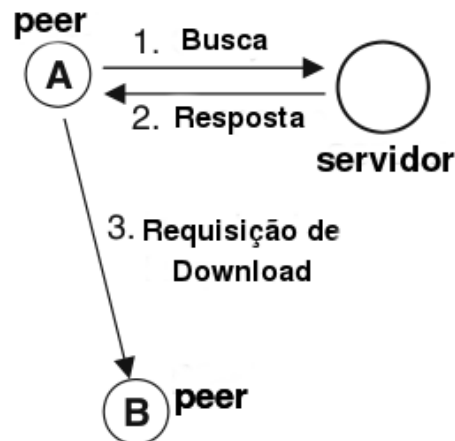 peer
A
1. Busca
2. Resposta
servidor
3. Requisição de
Download
B
peer